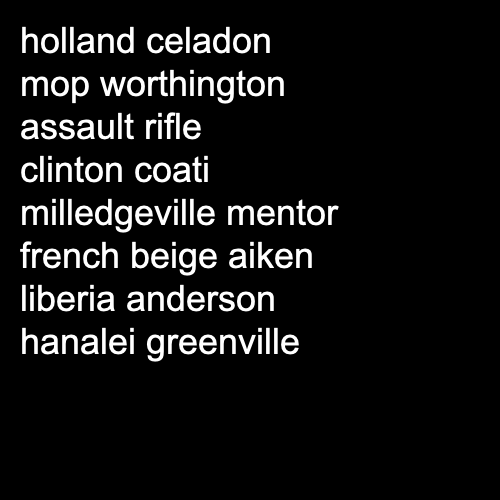 holland celadon
mop worthington
assault rifle
clinton coati
milledgeville mentor
french beige aiken
liberia anderson
hanalei greenville